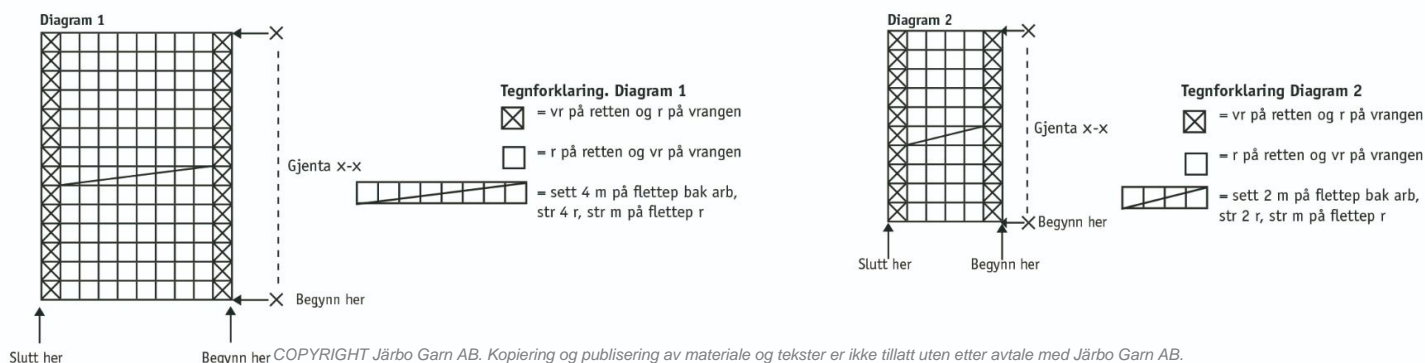 Diagram 1
Gjenta x-x
Begynn her
Slutt her
Begynn her
Tegnforklaring. Diagram 1
= vr på retten og r på vrangen
= r på retten og vr på vrangen
= sett 4 m på flettep bak arb,
str 4 r, str m på flettep r
Diagram 2
Gjenta x-x
Begynn her
Slutt her
Begynn her
Tegnforklaring Diagram 2
= vr på retten og r på vrangen
= r på retten og vr på vrangen
= sett 2 m på flettep bak arb,
str 2 r, str m på flettep r
COPYRIGHT Järbo Garn AB. Kopiering og publisering av materiale og tekster er ikke tillatt uten etter avtale med Järbo Garn AB.